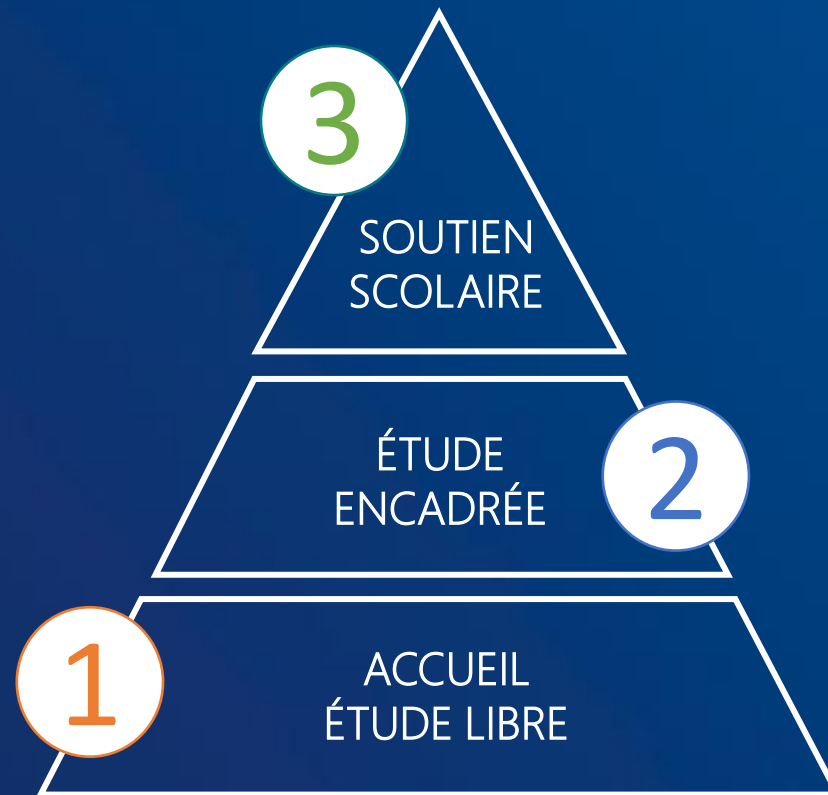 3
SOUTIEN
SCOLAIRE
ÉTUDE
ENCADRÉE
2
1
ACCUEIL
ÉTUDE LIBRE